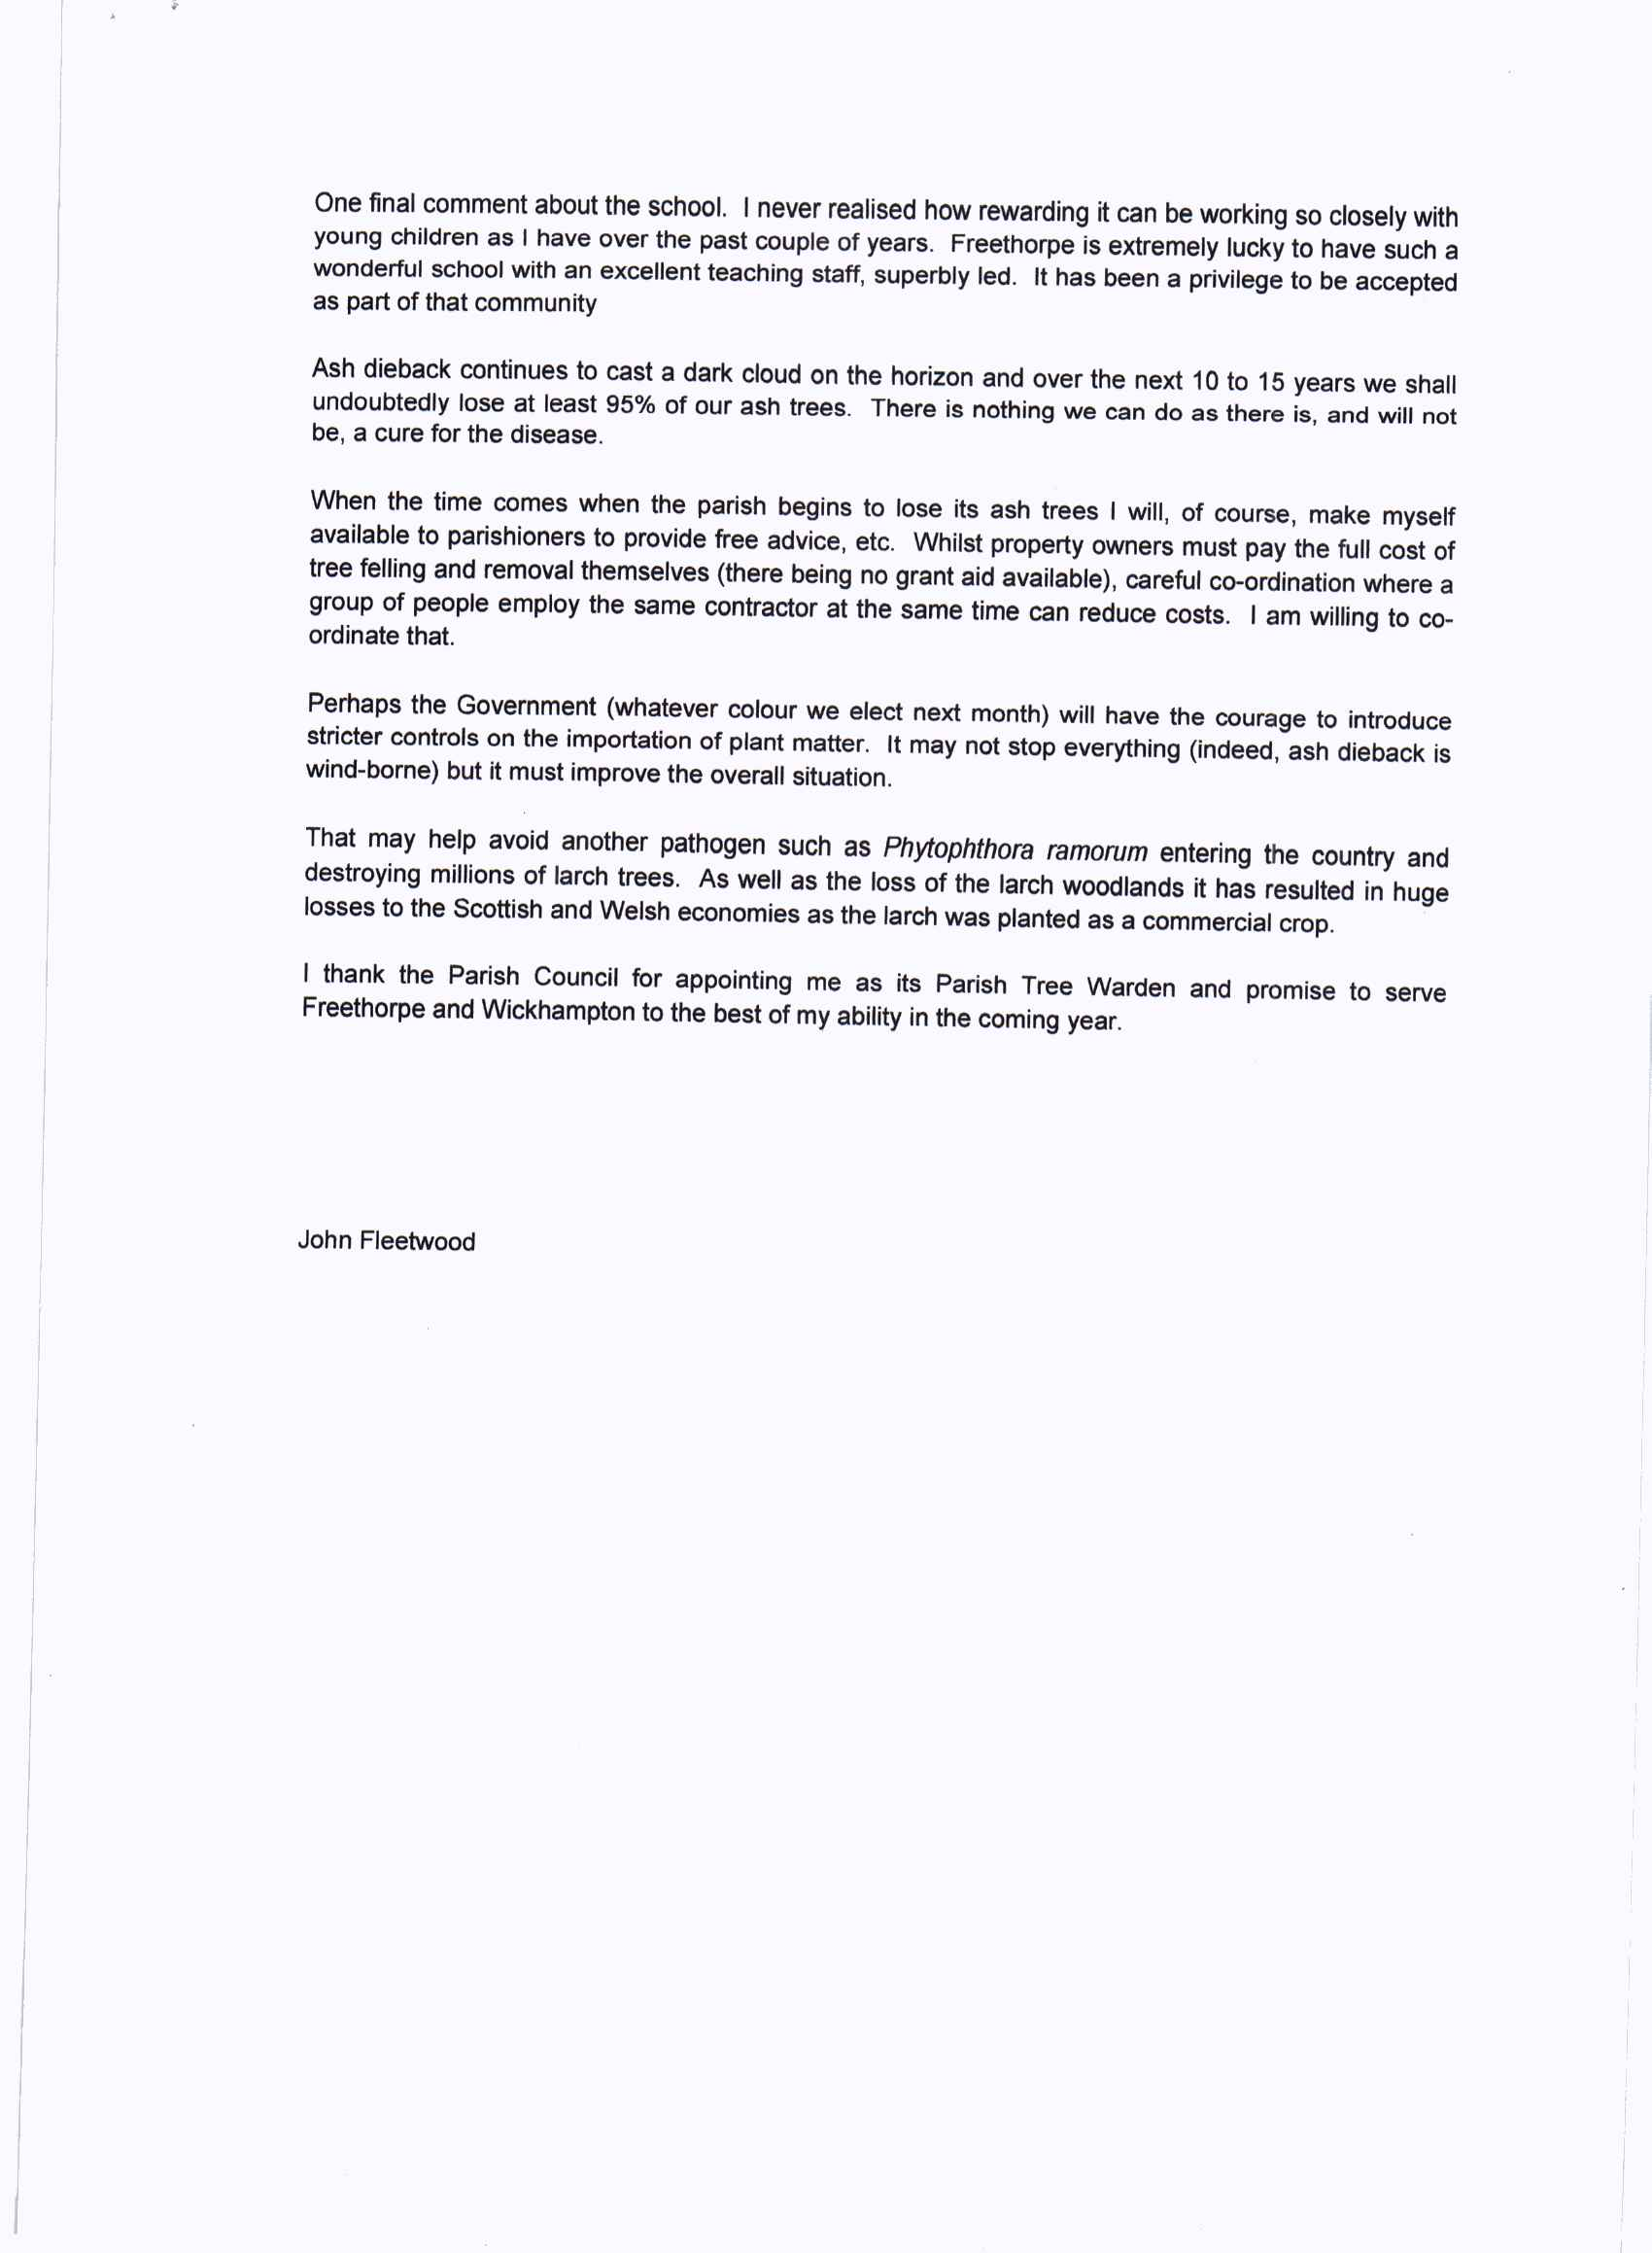 One final comment about the school. I never realised how rewarding it can be working so closely with
young children as I have over the past couple of years. Freethorpe is extremely lucky to have such a
wonderful school with an excellent teaching staff, superbly led. It has been a privilege to be accepted
as part of that community
Ash dieback continues to cast a dark cloud on the horizon and over the next 10 to 15 years we shall
undoubtedly lose at least 95% of our ash trees. There is nothing we can do as there is, and will not
be, a cure for the disease.
When the time comes when the parish begins to lose its ash trees I will, of course, make myself
available to parishioners to provide free advice, etc. Whilst property owners must pay the full cost of
tree felling and removal themselves (there being no grant aid available), careful co-ordination where a
group of people employ the same contractor at the same time can reduce costs. I am willing to co-
ordinate that.
Perhaps the Government (whatever colour we elect next month) will have the courage to introduce
stricter controls on the importation of plant matter. It may not stop everything (indeed, ash dieback is
wind-borne) but it must improve the overall situation.
That may help avoid another pathogen such as Phytophthora ramorum entering the country and
destroying millions of larch trees. As well as the loss of the larch woodlands it has resulted in huge
losses to the Scottish and Welsh economies as the larch was planted as a commercial crop.
I thank the Parish Council for appointing me as its Parish Tree Warden and promise to serve
Freethorpe and Wickhampton to the best of my ability in the coming year.
John Fleetwood